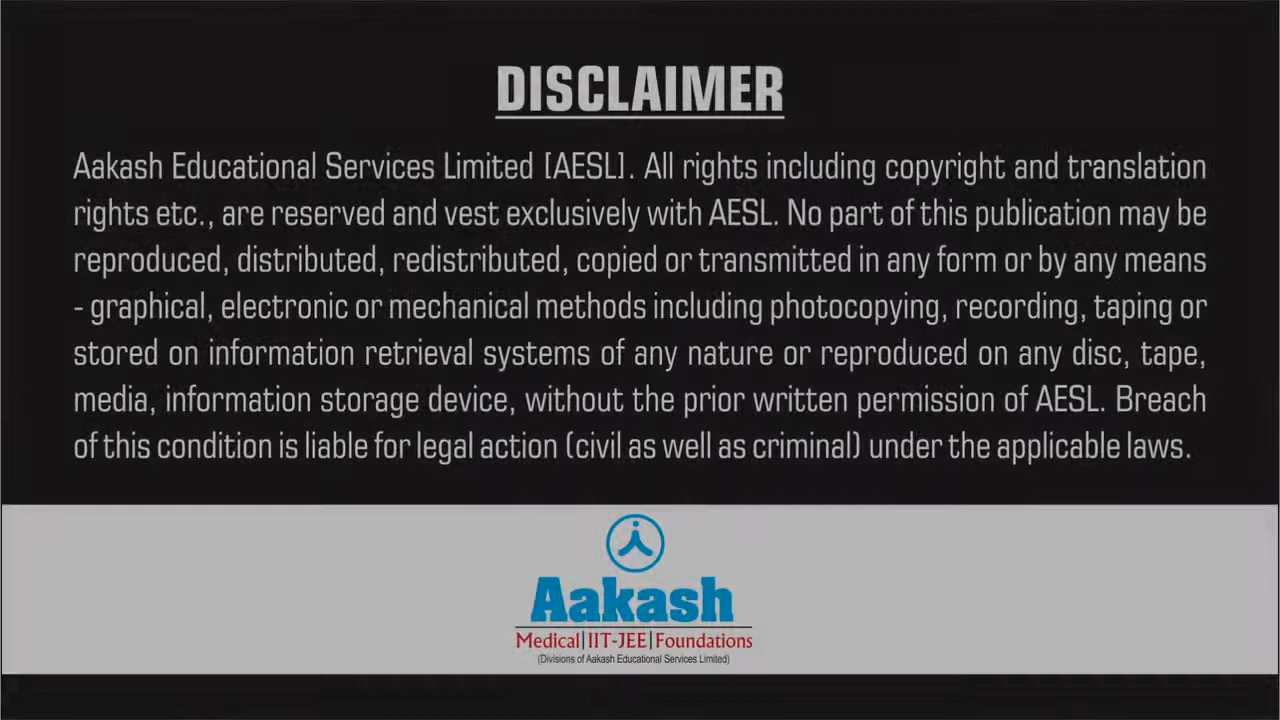 DISCLAIMER
Aakash Educational Services Limited [AESL]. All rights including copyright and translation
rights etc., are reserved and vest exclusively with AESL. No part of this publication may be
reproduced, distributed, redistributed, copied or transmitted in any form or by any means
- graphical, electronic or mechanical methods including photocopying, recording, taping or
stored on information retrieval systems of any nature or reproduced on any disc, tape,
media, information storage device, without the prior written permission of AESL. Breach
of this condition is liable for legal action (civil as well as criminal) under the applicable laws.
Aakash
Medical|IIT-JEE|Foundations
(Divisions of Aakash Educational Services Limited)